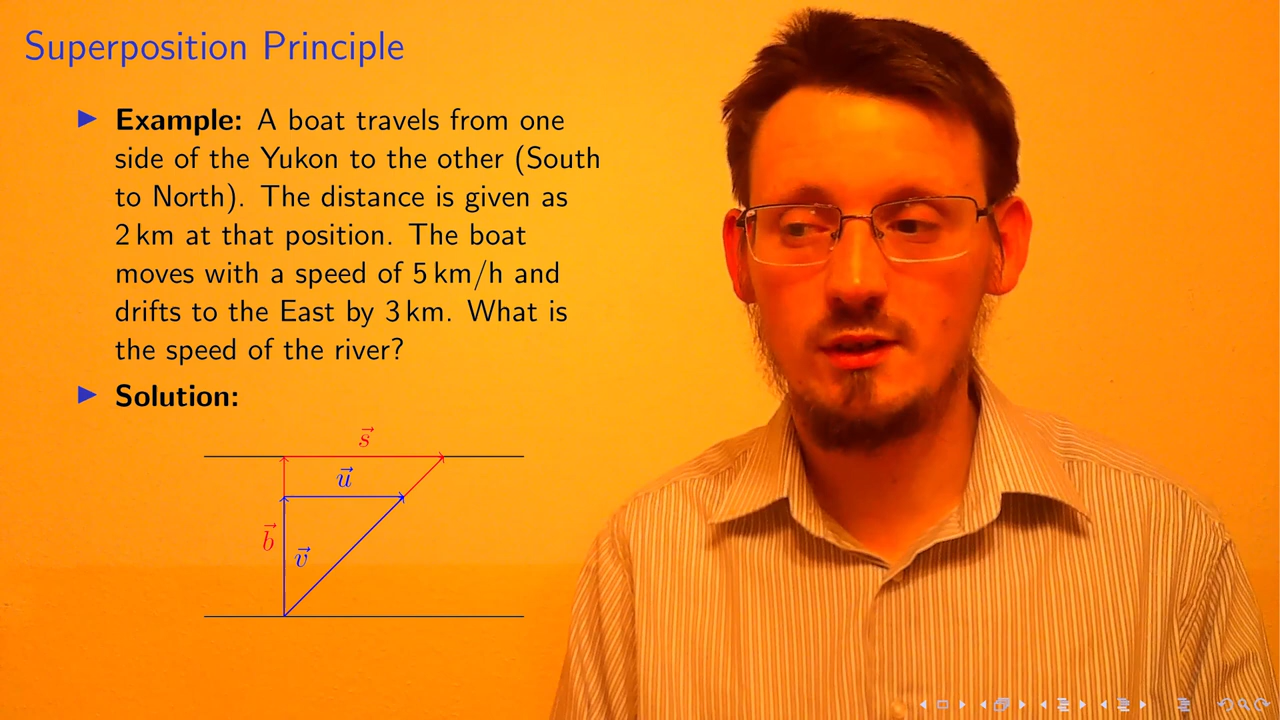 Superposition Principle
Example: A boat travels from one
side of the Yukon to the other (South
to North). The distance is given as
2 km at that position. The boat
moves with a speed of 5 km/h and
drifts to the East by 3 km. What is
the speed of the river?
Solution:
s⃗
u⃗
b⃗
v⃗